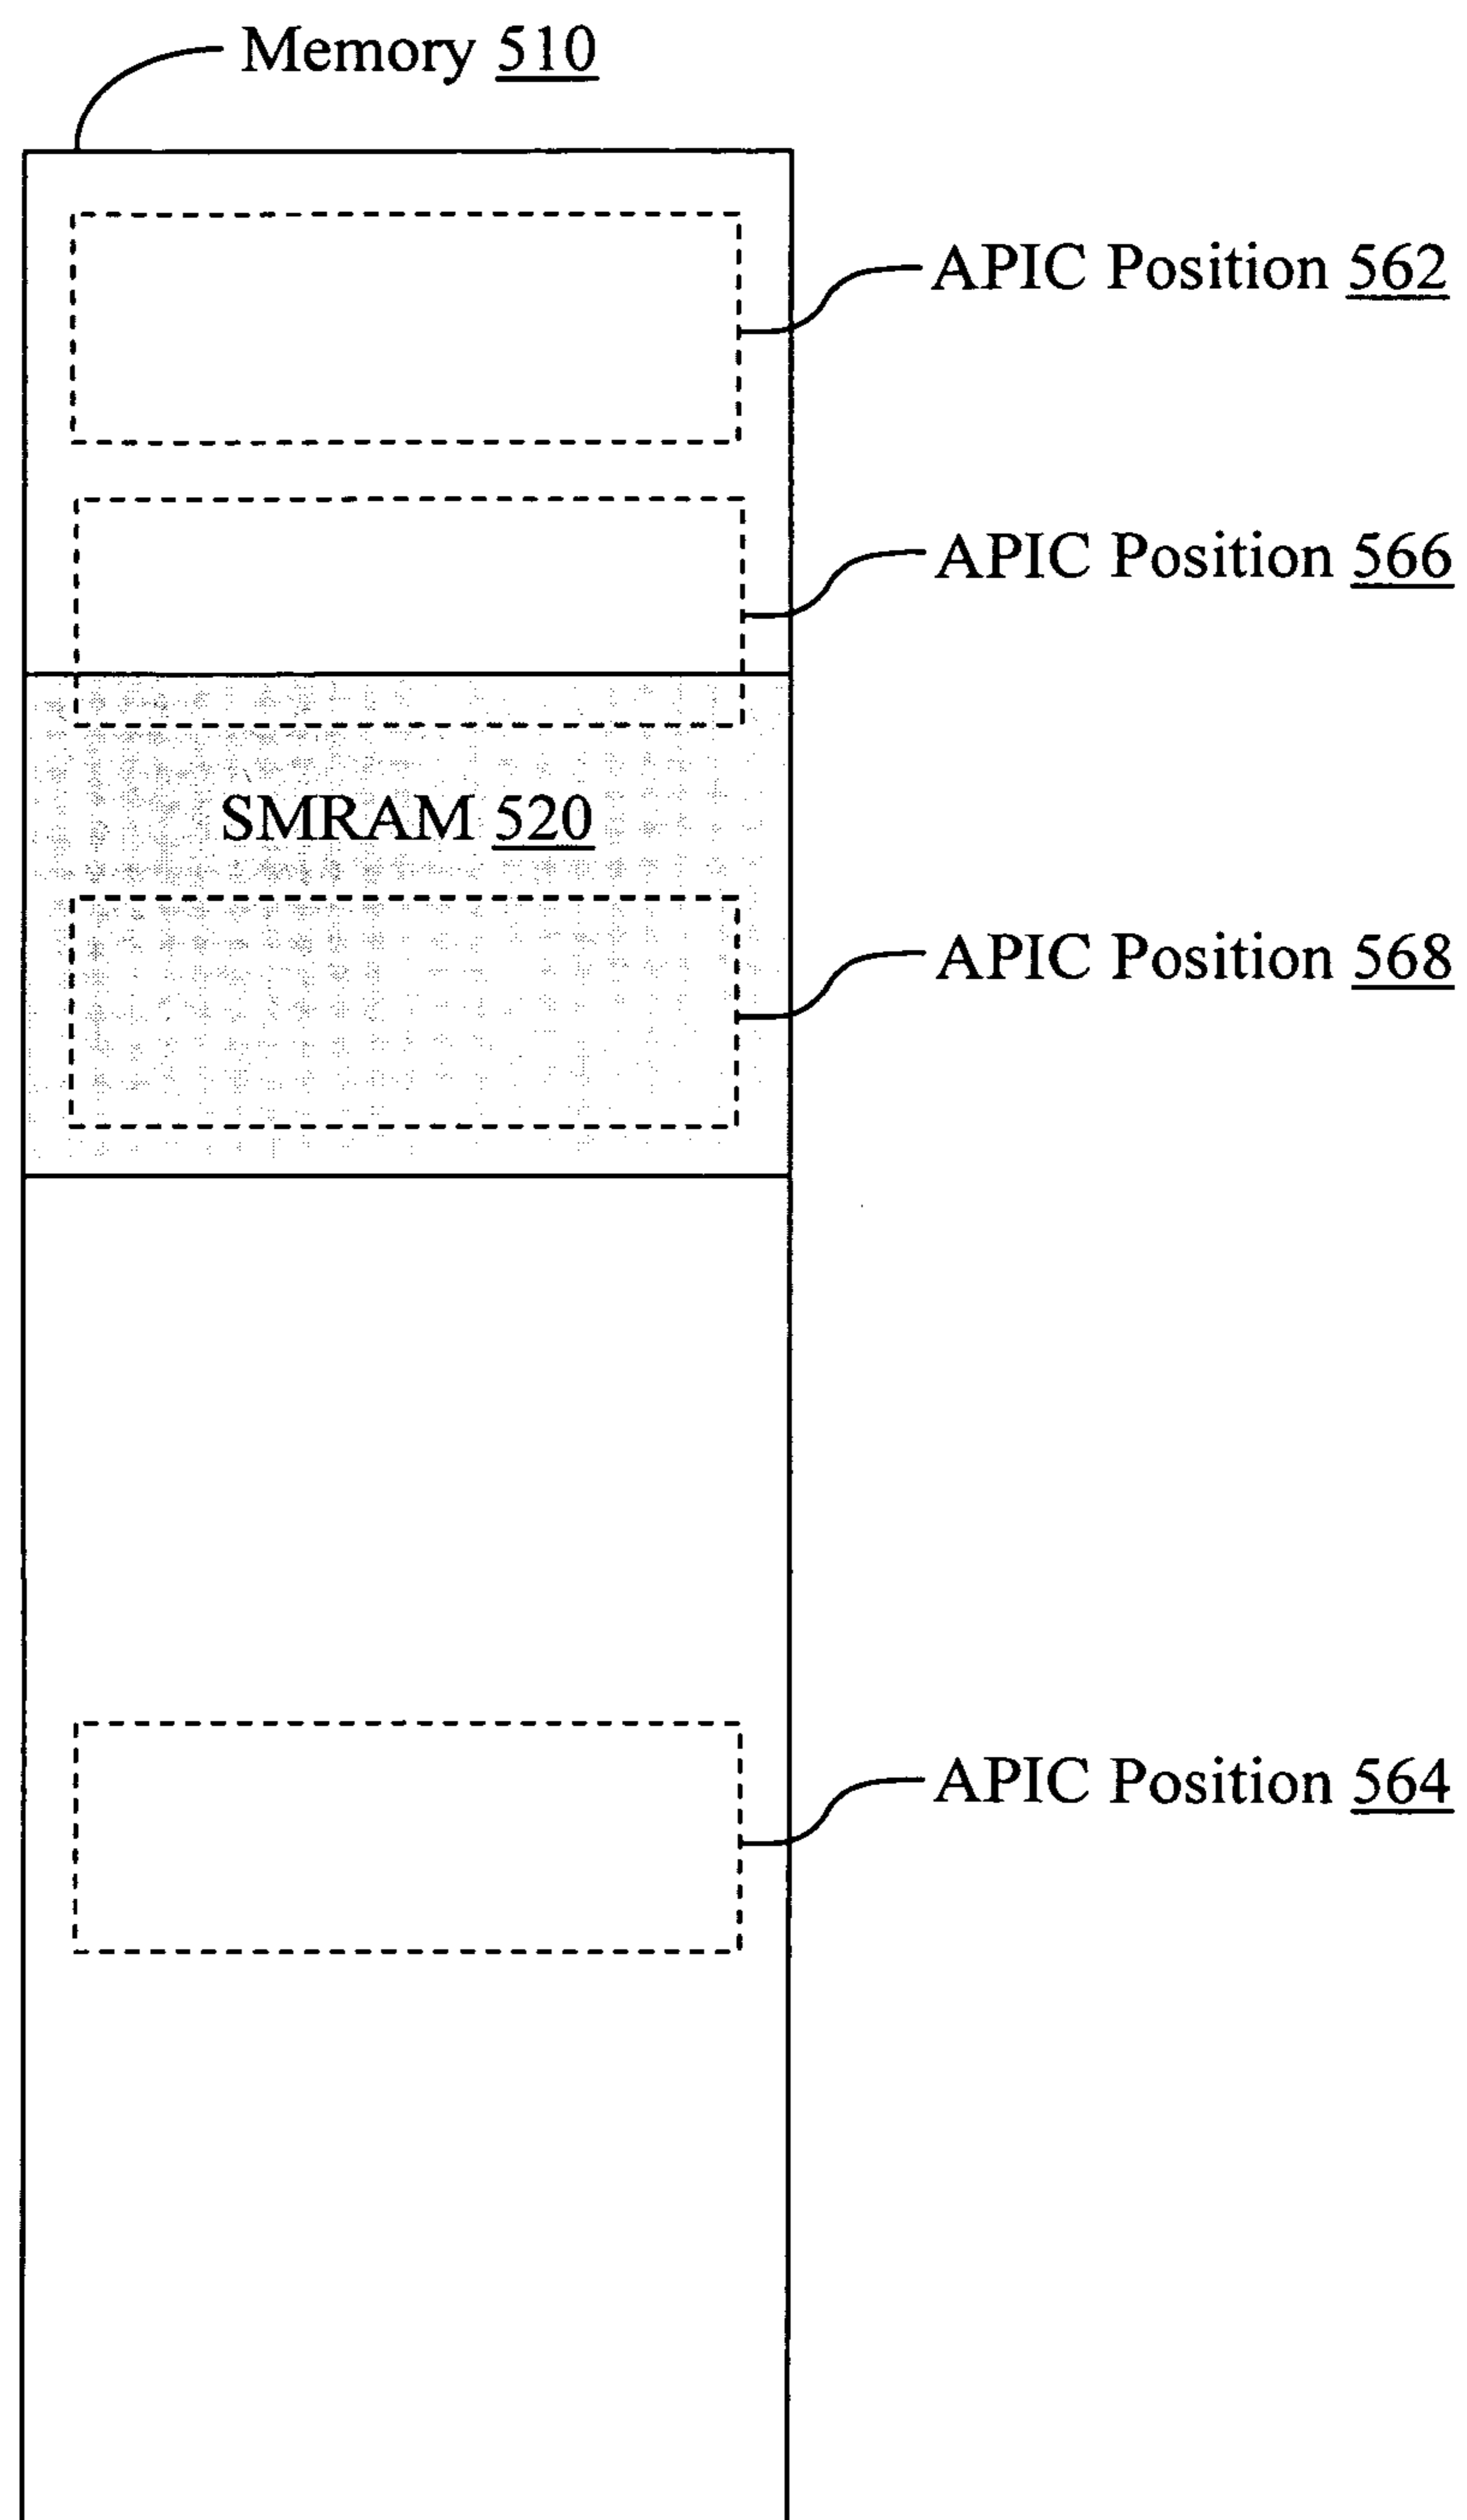 Memory 510
APIC Position 562
APIC Position 566
SMRAM 520
APIC Position 568
APIC Position 564